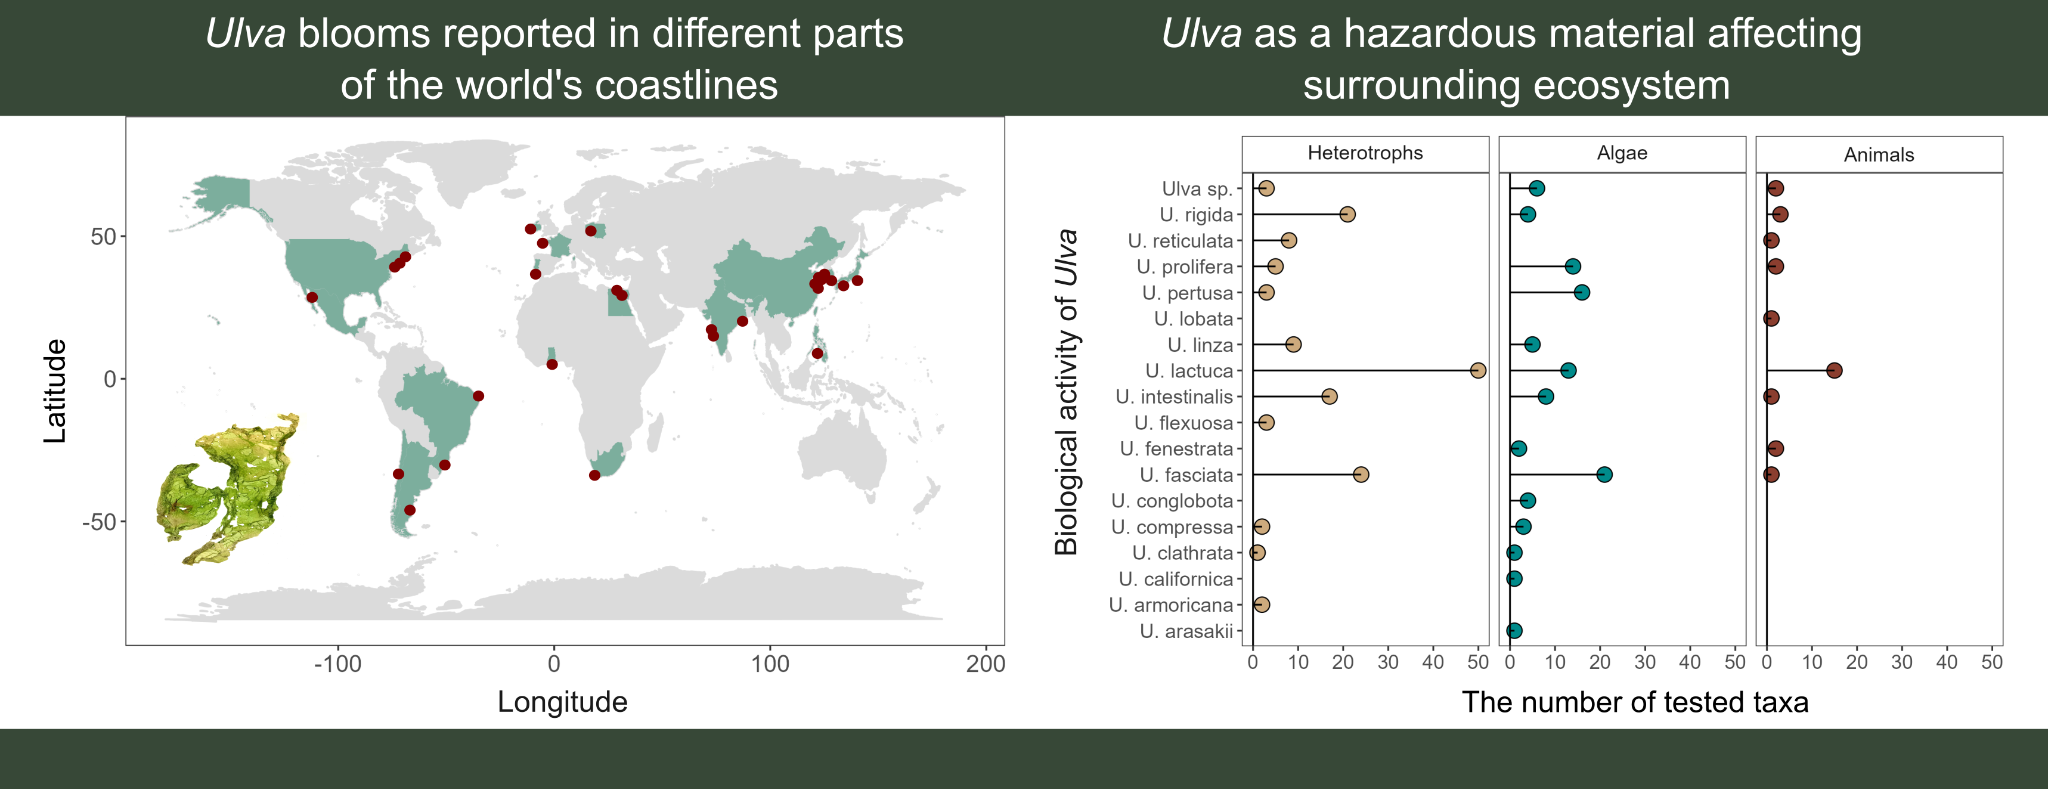 Ulva blooms reported in different parts
of the world's coastlines
Ulva as a hazardous material affecting
surrounding ecosystem
Latitude
50
0
-50
-100
0
100
200
Longitude
Biological activity of Ulva
Heterotrophs
Algae
Animals
Ulva sp.
U. rigida
U. reticulata
U. prolifera
U. pertusa
U. lobata
U. linza
U. lactuca
U. intestinalis
U. flexuosa
U. fenestrata
U. fasciata
U. conglobota
U. compressa
U. clathrata
U. californica
U. armoricana
U. arasakii
0 10 20 30 40 50
0 10 20 30 40 50
0 10 20 30 40 50
The number of tested taxa